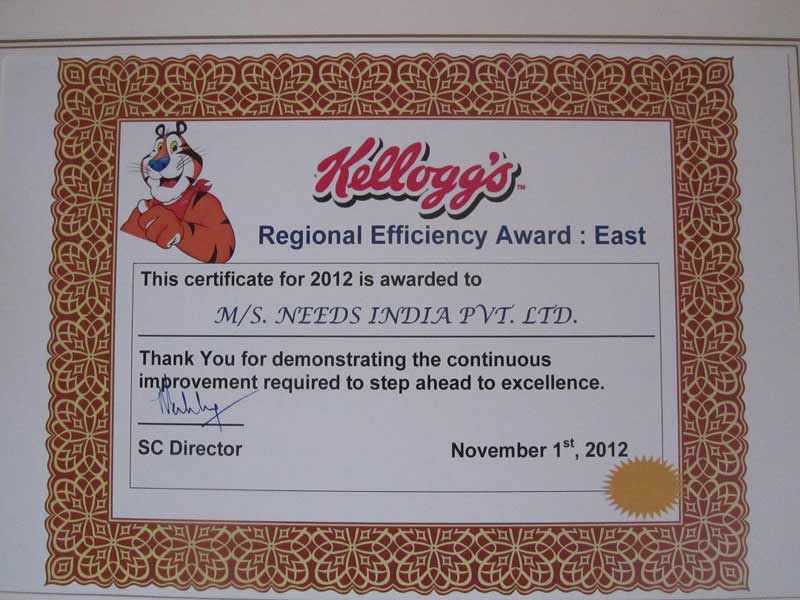 Kellogg's™
Regional Efficiency Award : East
This certificate for 2012 is awarded to
M/S. NEEDS INDIA PVT. LTD.
Thank You for demonstrating the continuous
improvement required to step ahead to excellence.
SC Director
November 1st, 2012